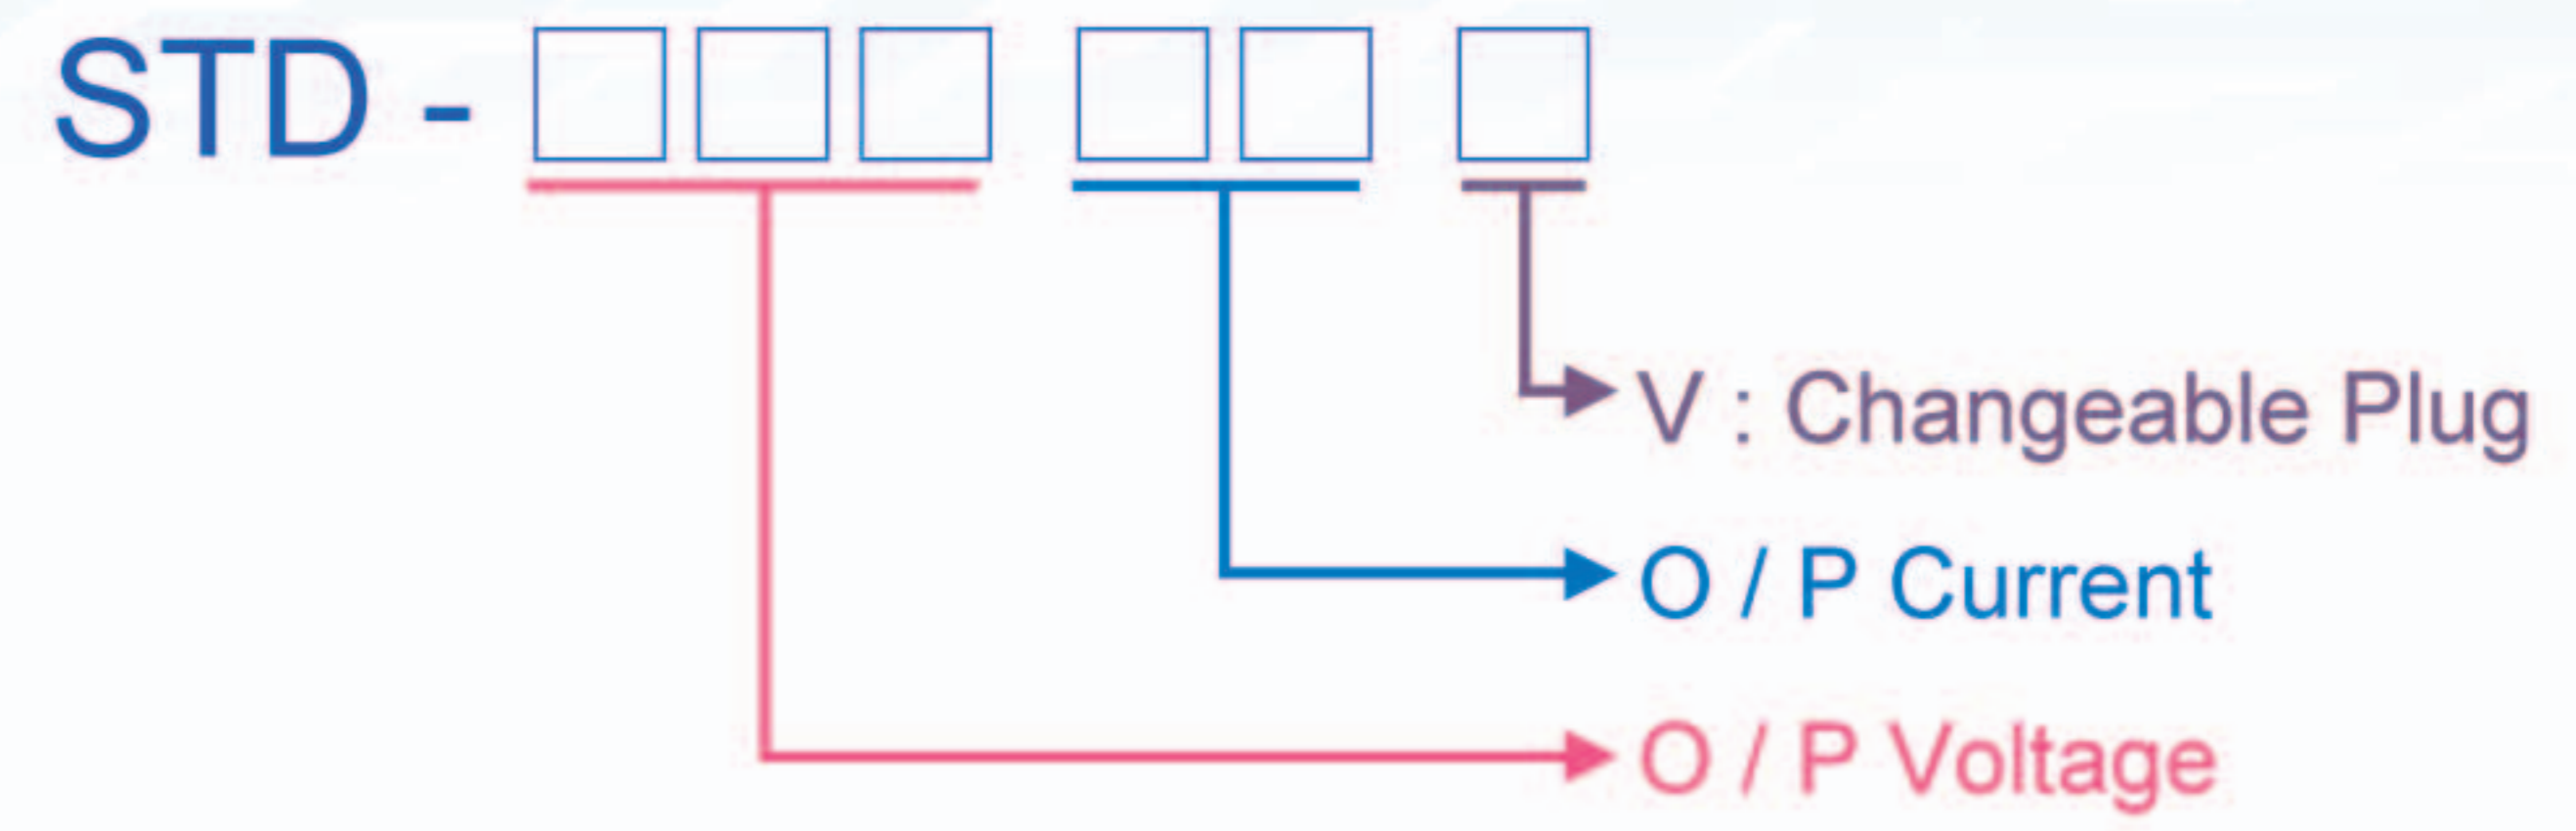 STD - □□□ □□ □
V : Changeable Plug
O / P Current
O / P Voltage